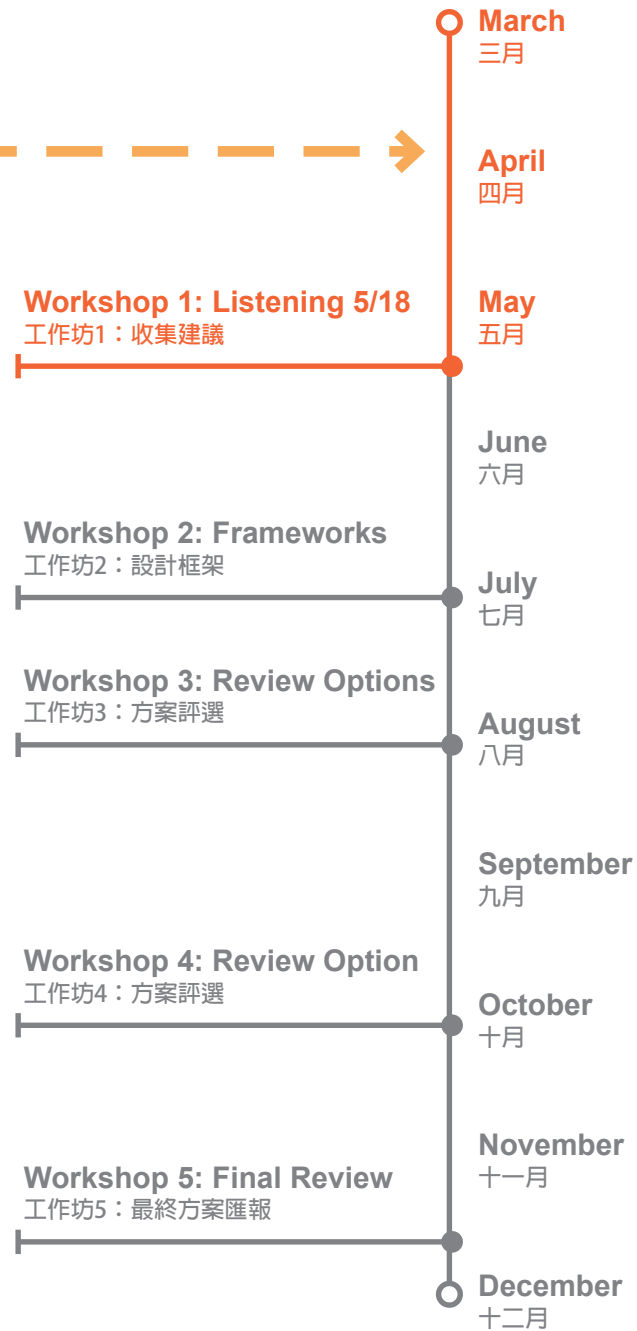 March
三月
April
四月
Workshop 1: Listening 5/18
工作坊1：收集建議
May
五月
June
六月
Workshop 2: Frameworks
工作坊2：設計框架
July
七月
Workshop 3: Review Options
工作坊3：方案評選
August
八月
September
九月
Workshop 4: Review Option
工作坊4：方案評選
October
十月
November
十一月
Workshop 5: Final Review
工作坊5：最終方案匯報
December
十二月